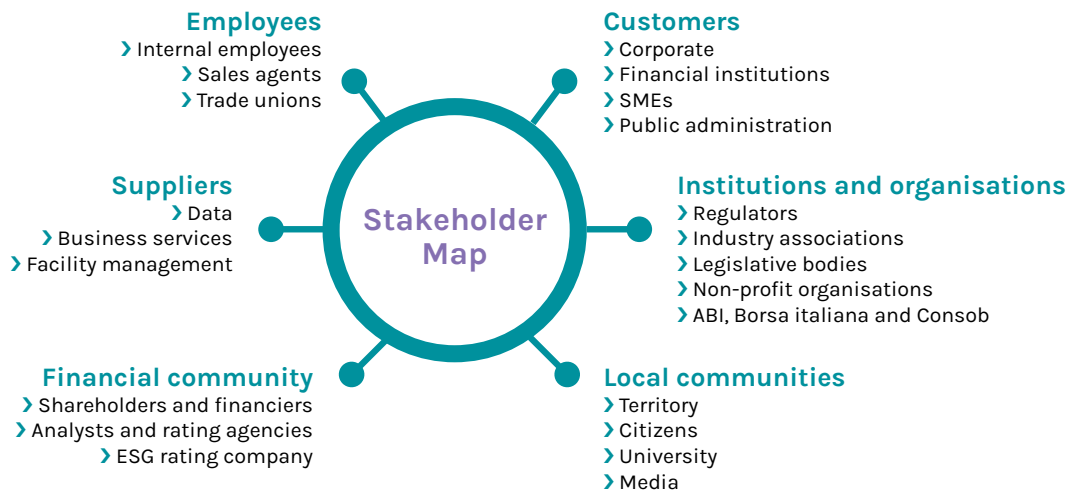 Employees
› Internal employees
› Sales agents
› Trade unions
Customers
› Corporate
› Financial institutions
› SMEs
› Public administration
Suppliers
› Data
› Business services
› Facility management
Stakeholder
Map
Institutions and organisations
› Regulators
› Industry associations
› Legislative bodies
› Non-profit organisations
› ABI, Borsa italiana and Consob
Financial community
› Shareholders and financiers
› Analysts and rating agencies
› ESG rating company
Local communities
› Territory
› Citizens
› University
› Media